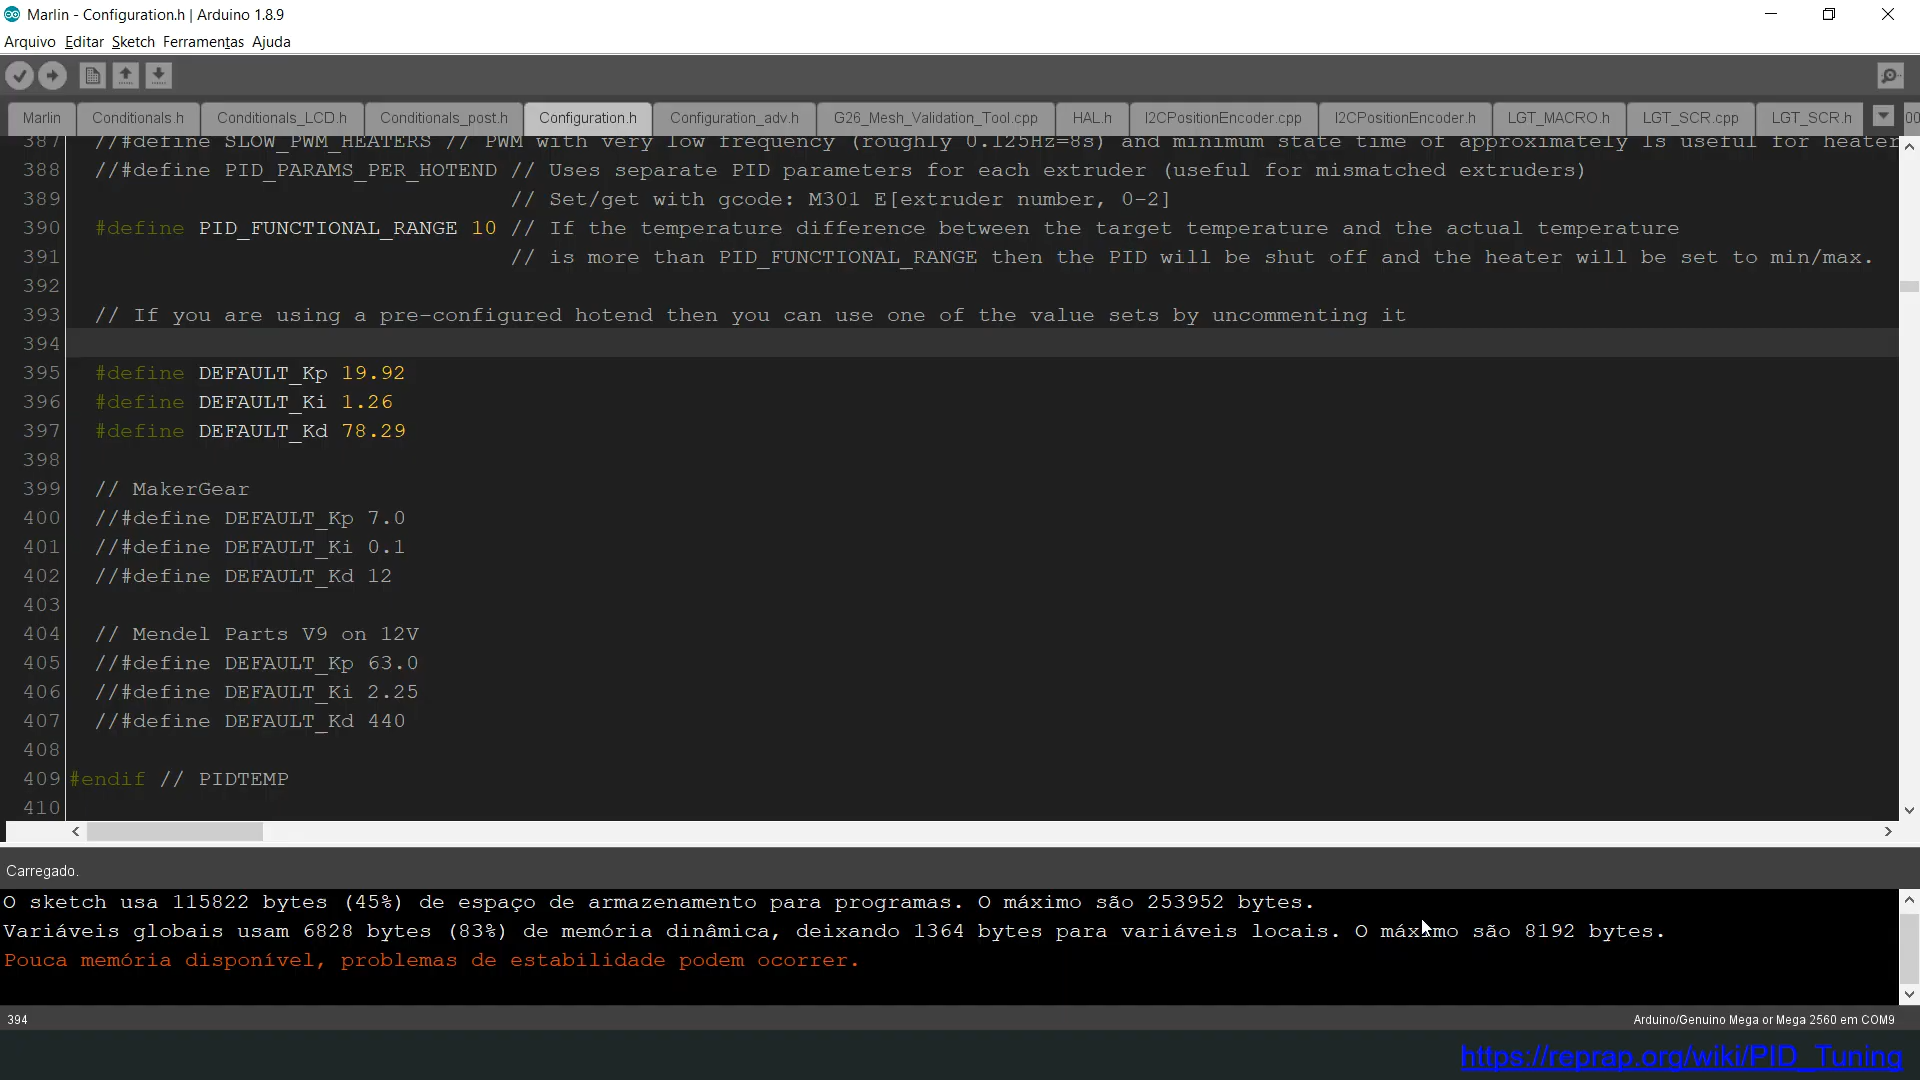 Marlin - Configuration.h | Arduino 1.8.9
Arquivo Editar Sketch Ferramentas Ajuda
Marlin Conditionals.h Conditionals_LCD.h Conditionals_post.h Configuration.h Configuration_adv.h G26_Mesh_Validation_Tool.cpp HAL.h I2CPositionEncoder.cpp I2CPositionEncoder.h LGT_MACRO.h LGT_SCR.cpp LGT_SCR.h
387 //#define SLOW_PWM_HEATERS // PWM with very low frequency (roughly 0.125Hz=8s) and minimum state time of approximately 1s useful for heater
388 //#define PID_PARAMS_PER_HOTEND // Uses separate PID parameters for each extruder (useful for mismatched extruders)
389 // Set/get with gcode: M301 E[extruder number, 0-2]
390 #define PID_FUNCTIONAL_RANGE 10 // If the temperature difference between the target temperature and the actual temperature
391 // is more than PID_FUNCTIONAL_RANGE then the PID will be shut off and the heater will be set to min/max.
392
393 // If you are using a pre-configured hotend then you can use one of the value sets by uncommenting it
394
395 #define DEFAULT_Kp 19.92
396 #define DEFAULT_Ki 1.26
397 #define DEFAULT_Kd 78.29
398
399 // MakerGear
400 //#define DEFAULT_Kp 7.0
401 //#define DEFAULT_Ki 0.1
402 //#define DEFAULT_Kd 12
403
404 // Mendel Parts V9 on 12V
405 //#define DEFAULT_Kp 63.0
406 //#define DEFAULT_Ki 2.25
407 //#define DEFAULT_Kd 440
408
409 #endif // PIDTEMP
410
Carregado.
O sketch usa 115822 bytes (45%) de espaço de armazenamento para programas. O máximo são 253952 bytes.
Variáveis globais usam 6828 bytes (83%) de memória dinâmica, deixando 1364 bytes para variáveis locais. O máximo são 8192 bytes.
Pouca memória disponível, problemas de estabilidade podem ocorrer.
394 Arduino/Genuino Mega or Mega 2560 em COM9
https://reprap.org/wiki/PID_Tuning